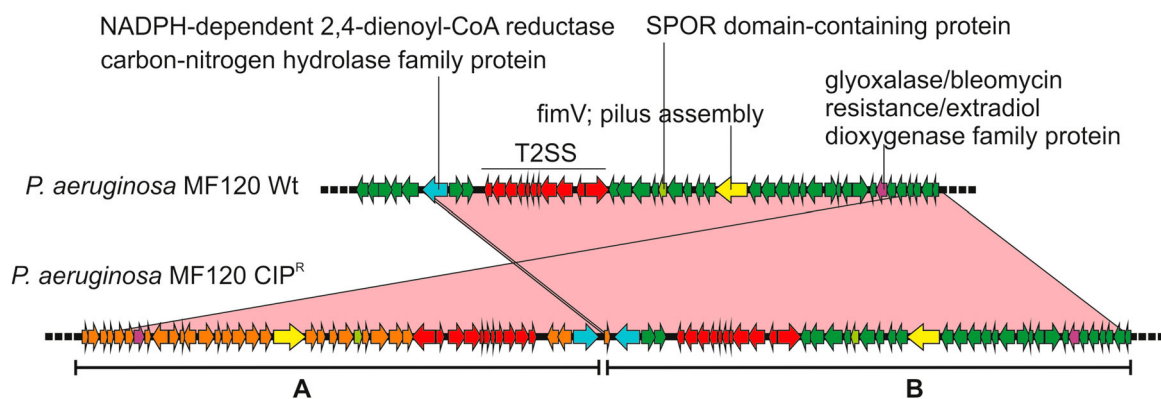 NADPH-dependent 2,4-dienoyl-CoA reductase
carbon-nitrogen hydrolase family protein
SPOR domain-containing protein
glyoxalase/bleomycin
resistance/extradiol
dioxygenase family protein
fimV; pilus assembly
T2SS
P. aeruginosa MF120 Wt
P. aeruginosa MF120 CIPᴿ
A
B